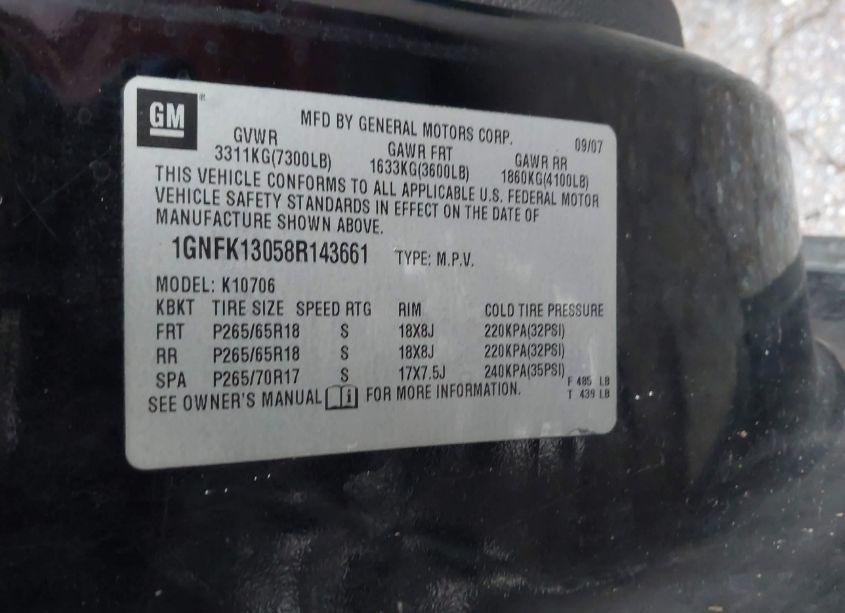 GM ®
MFD BY GENERAL MOTORS CORP. 09/07
GVWR GAWR FRT GAWR RR
3311KG(7300LB) 1633KG(3600LB) 1860KG(4100LB)
THIS VEHICLE CONFORMS TO ALL APPLICABLE U.S. FEDERAL MOTOR
VEHICLE SAFETY STANDARDS IN EFFECT ON THE DATE OF
MANUFACTURE SHOWN ABOVE.
1GNFK13058R143661 TYPE: M.P.V.
MODEL: K10706
KBKT TIRE SIZE SPEED RTG RIM COLD TIRE PRESSURE
FRT P265/65R18 S 18X8J 220KPA(32PSI)
RR P265/65R18 S 18X8J 220KPA(32PSI)
SPA P265/70R17 S 17X7.5J 240KPA(35PSI)
F 485 LB
SEE OWNER'S MANUAL FOR MORE INFORMATION. T 439 LB